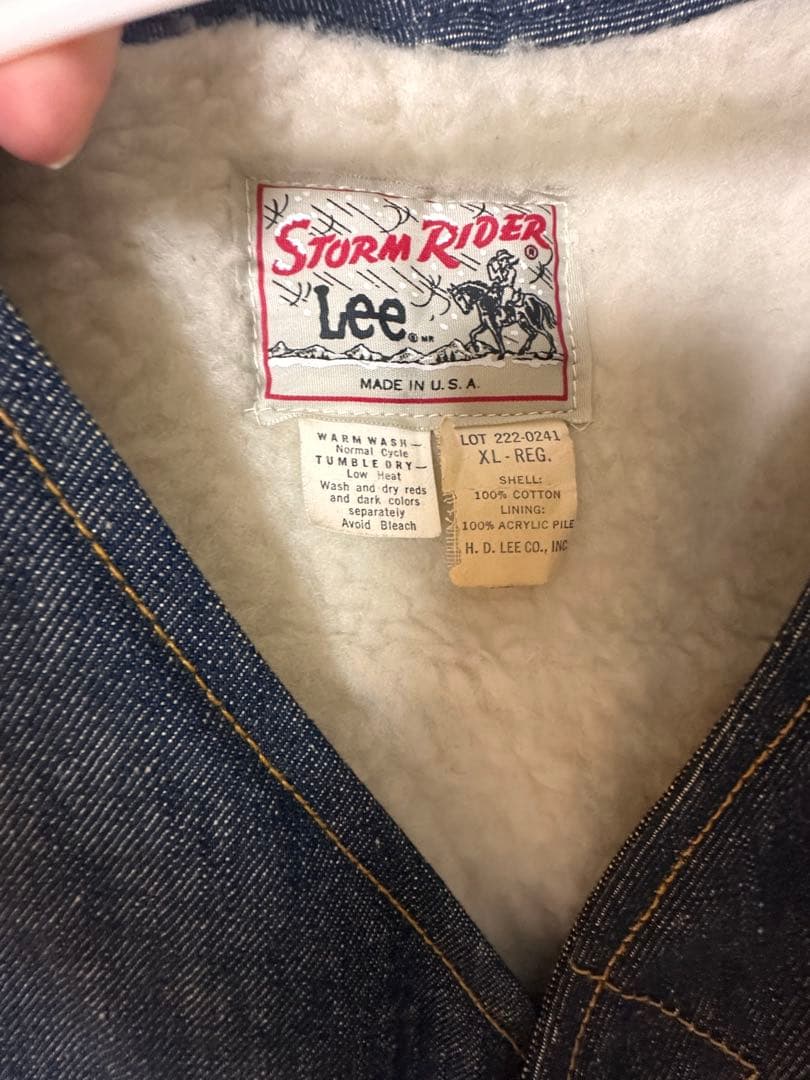 STORM RIDER ®
Lee ® MR
MADE IN U.S.A.
WARM WASH—
Normal Cycle
TUMBLE DRY—
Low Heat
Wash and dry reds
and dark colors
separately
Avoid Bleach
LOT 222-0241
XL - REG.
SHELL:
100% COTTON
LINING:
100% ACRYLIC PILE
H. D. LEE CO., INC